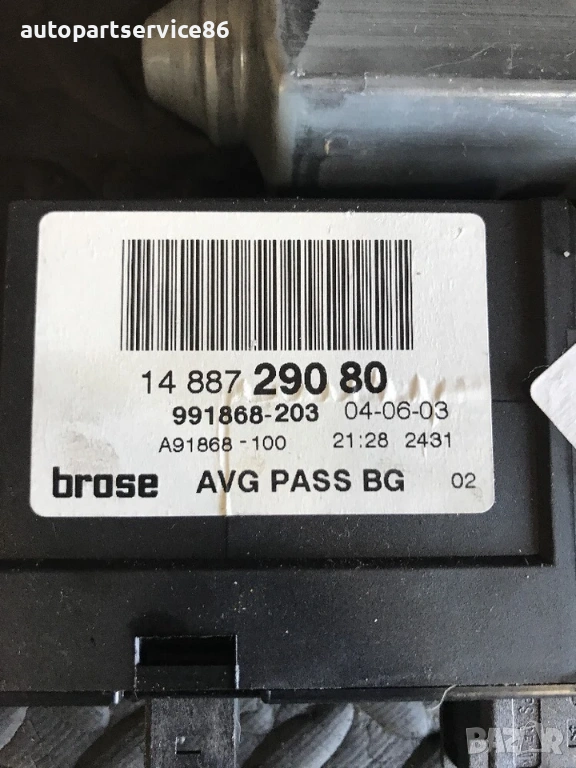 autopartservice86
14 887 290 80
991868-203 04-06-03
A91868-100 21:28 2431
brose AVG PASS BG 02
BAZAR